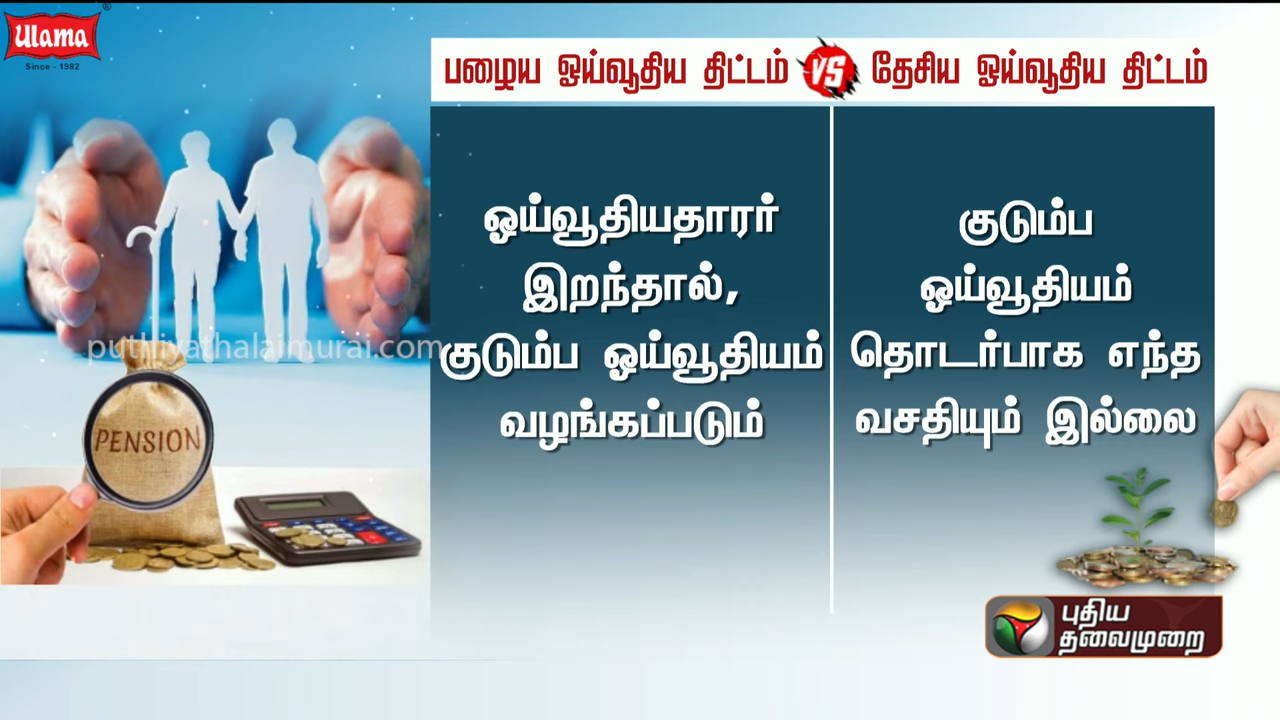 Ulama
Since - 1982
பழைய ஓய்வூதிய திட்டம் VS தேசிய ஓய்வூதிய திட்டம்
ஓய்வூதியதாரர்
இறந்தால்,
குடும்ப ஓய்வூதியம்
வழங்கப்படும்
குடும்ப
ஓய்வூதியம்
தொடர்பாக எந்த
வசதியும் இல்லை
puthiyathalaimurai.com
PENSION
புதிய
தலைமுறை